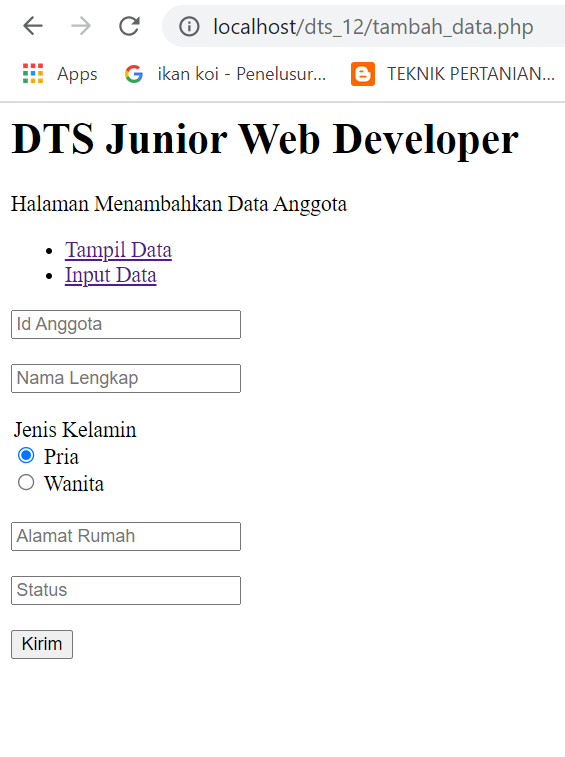 localhost/dts_12/tambah_data.php
Apps ikan koi - Penelusur... TEKNIK PERTANIAN...
DTS Junior Web Developer
Halaman Menambahkan Data Anggota
Tampil Data
Input Data
Id Anggota
Nama Lengkap
Jenis Kelamin
Pria
Wanita
Alamat Rumah
Status
Kirim